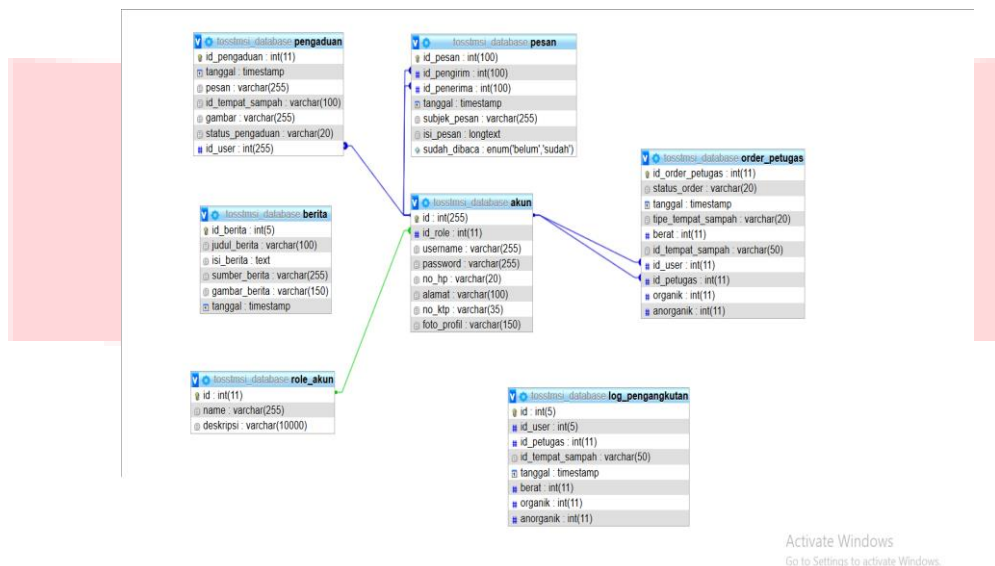 tosstmsi_database pengaduan
id_pengaduan : int(11)
tanggal : timestamp
pesan : varchar(255)
id_tempat_sampah : varchar(100)
gambar : varchar(255)
status_pengaduan : varchar(20)
id_user : int(255)
tosstmsi_database pesan
id_pesan : int(100)
id_pengirim : int(100)
id_penerima : int(100)
tanggal : timestamp
subjek_pesan : varchar(255)
isi_pesan : longtext
sudah_dibaca : enum('belum','sudah')
tosstmsi_database order_petugas
id_order_petugas : int(11)
status_order : varchar(20)
tanggal : timestamp
tipe_tempat_sampah : varchar(20)
berat : int(11)
id_tempat_sampah : varchar(50)
id_user : int(11)
id_petugas : int(11)
organik : int(11)
anorganik : int(11)
tosstmsi_database berita
id_berita : int(5)
judul_berita : varchar(100)
isi_berita : text
sumber_berita : varchar(255)
gambar_berita : varchar(150)
tanggal : timestamp
tosstmsi_database akun
id : int(255)
id_role : int(11)
username : varchar(255)
password : varchar(255)
no_hp : varchar(20)
alamat : varchar(100)
no_ktp : varchar(35)
foto_profil : varchar(150)
tosstmsi_database role_akun
id : int(11)
name : varchar(255)
deskripsi : varchar(10000)
tosstmsi_database log_pengangkutan
id : int(5)
id_user : int(5)
id_petugas : int(11)
id_tempat_sampah : varchar(50)
tanggal : timestamp
berat : int(11)
organik : int(11)
anorganik : int(11)
Activate Windows
Go to Settings to activate Windows.